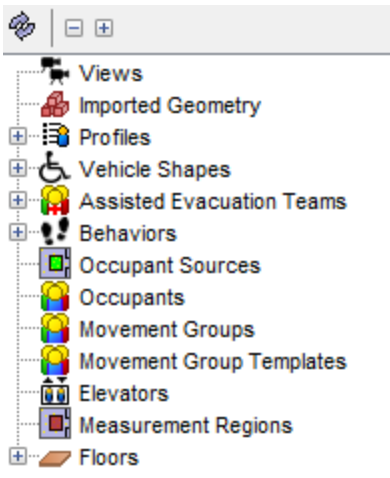 Views
Imported Geometry
Profiles
Vehicle Shapes
Assisted Evacuation Teams
Behaviors
Occupant Sources
Occupants
Movement Groups
Movement Group Templates
Elevators
Measurement Regions
Floors